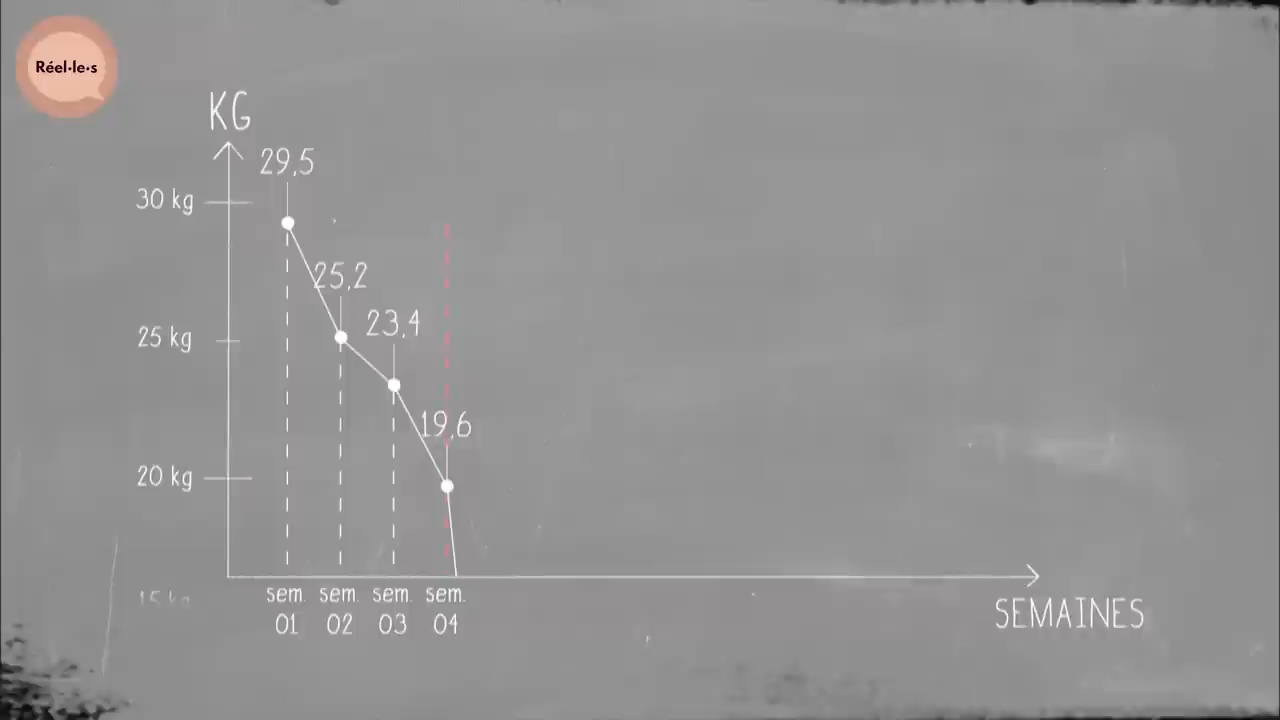 Réel·le·s
KG
29,5
30 kg
25,2
23,4
25 kg
19,6
20 kg
sem. sem. sem. sem.
01 02 03 04
SEMAINES